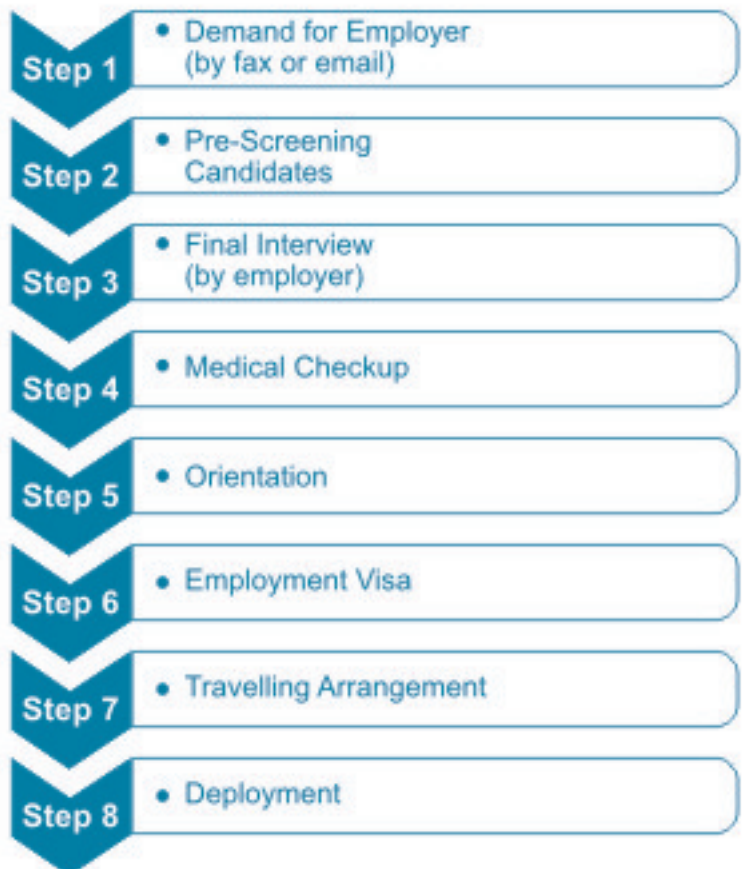 Step 1
• Demand for Employer
(by fax or email)
Step 2
• Pre-Screening
Candidates
Step 3
• Final Interview
(by employer)
Step 4
• Medical Checkup
Step 5
• Orientation
Step 6
• Employment Visa
Step 7
• Travelling Arrangement
Step 8
• Deployment